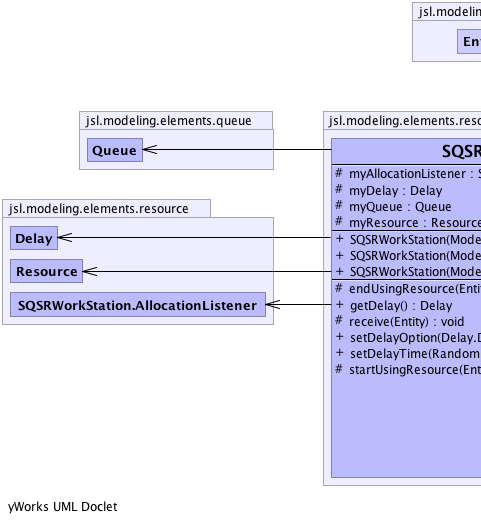 jsl.modelin
Ent
jsl.modeling.elements.queue
Queue
jsl.modeling.elements.resource
Delay
Resource
SQSRWorkStation.AllocationListener
jsl.modeling.elements.reso
SQSR
# myAllocationListener : S
# myDelay : Delay
# myQueue : Queue
# myResource : Resource
+ SQSRWorkStation(Mode
+ SQSRWorkStation(Mode
+ SQSRWorkStation(Mode
# endUsingResource(Entit
+ getDelay() : Delay
# receive(Entity) : void
+ setDelayOption(Delay.D
+ setDelayTime(Random
# startUsingResource(Ent
yWorks UML Doclet